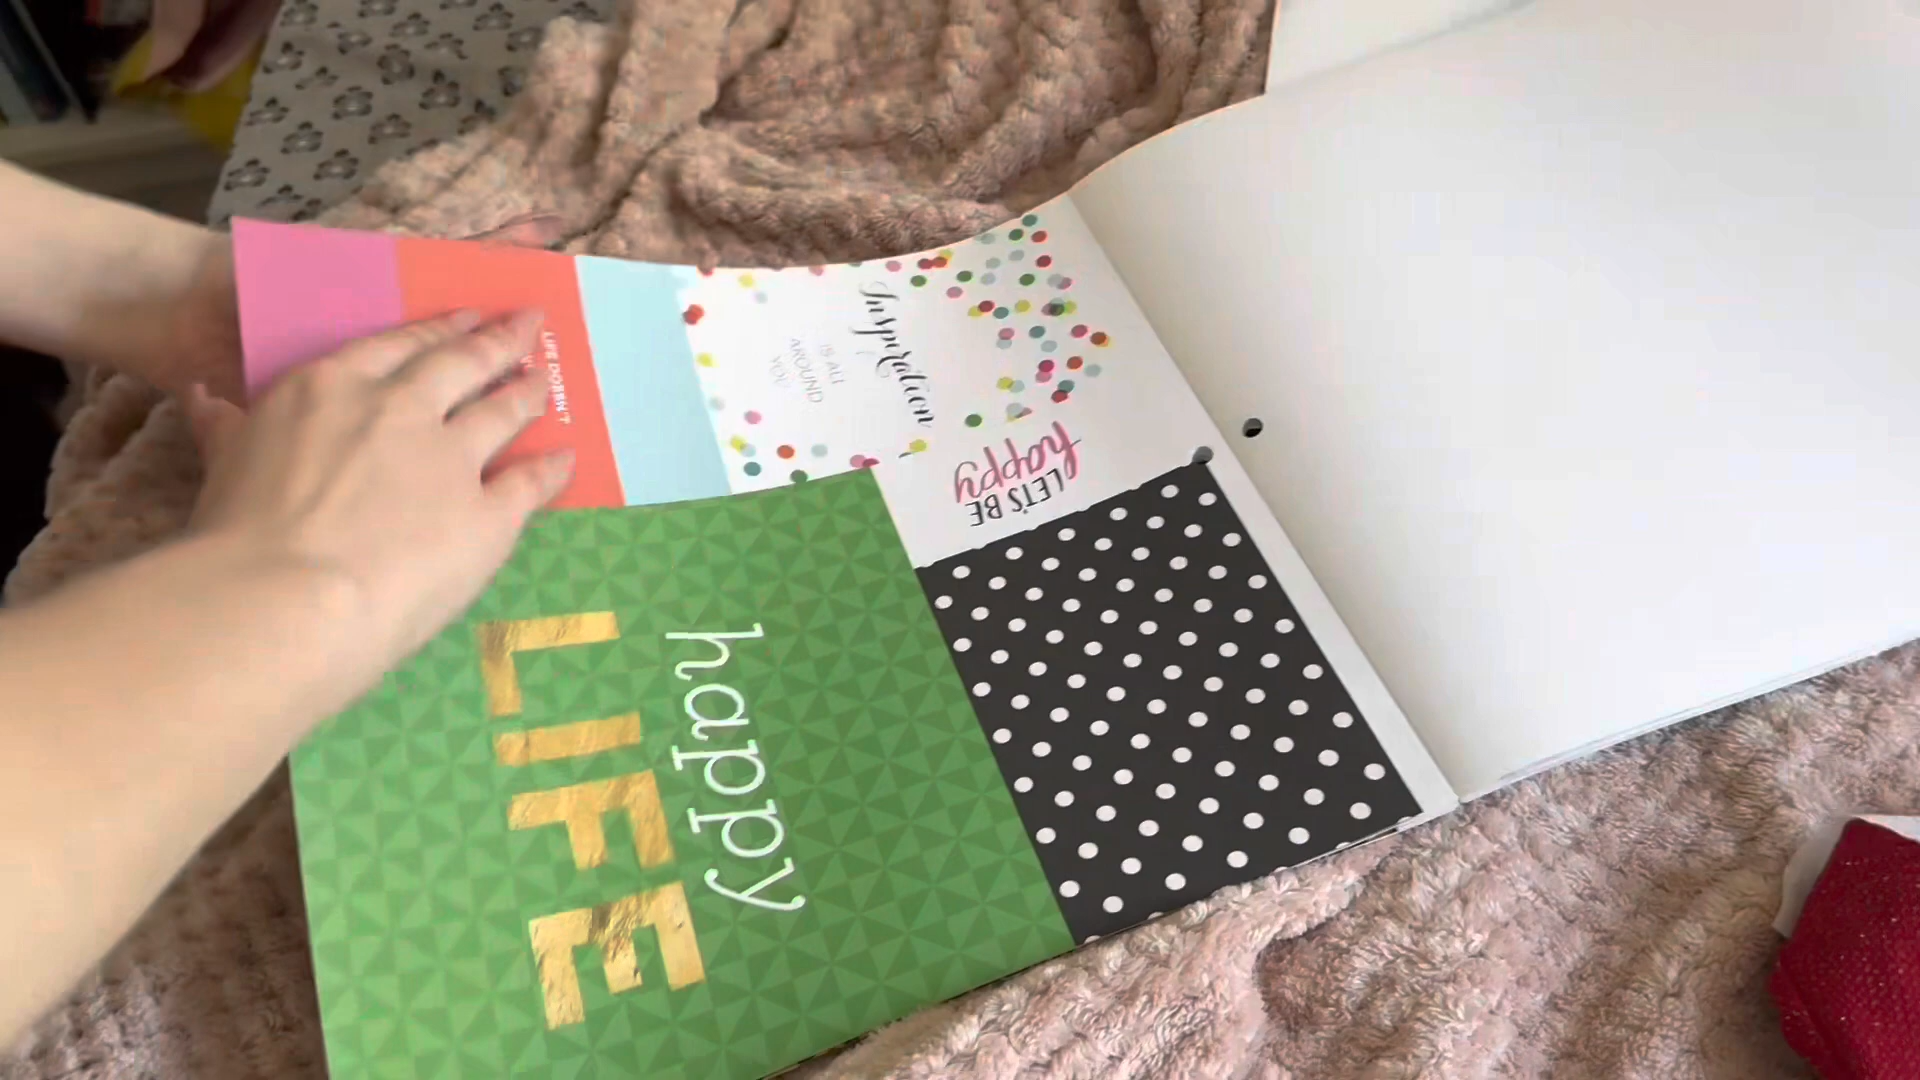 LIFE DOESN'T
Inspiration
IS ALL
AROUND
YOU
LET'S BE
happy
happy
LIFE